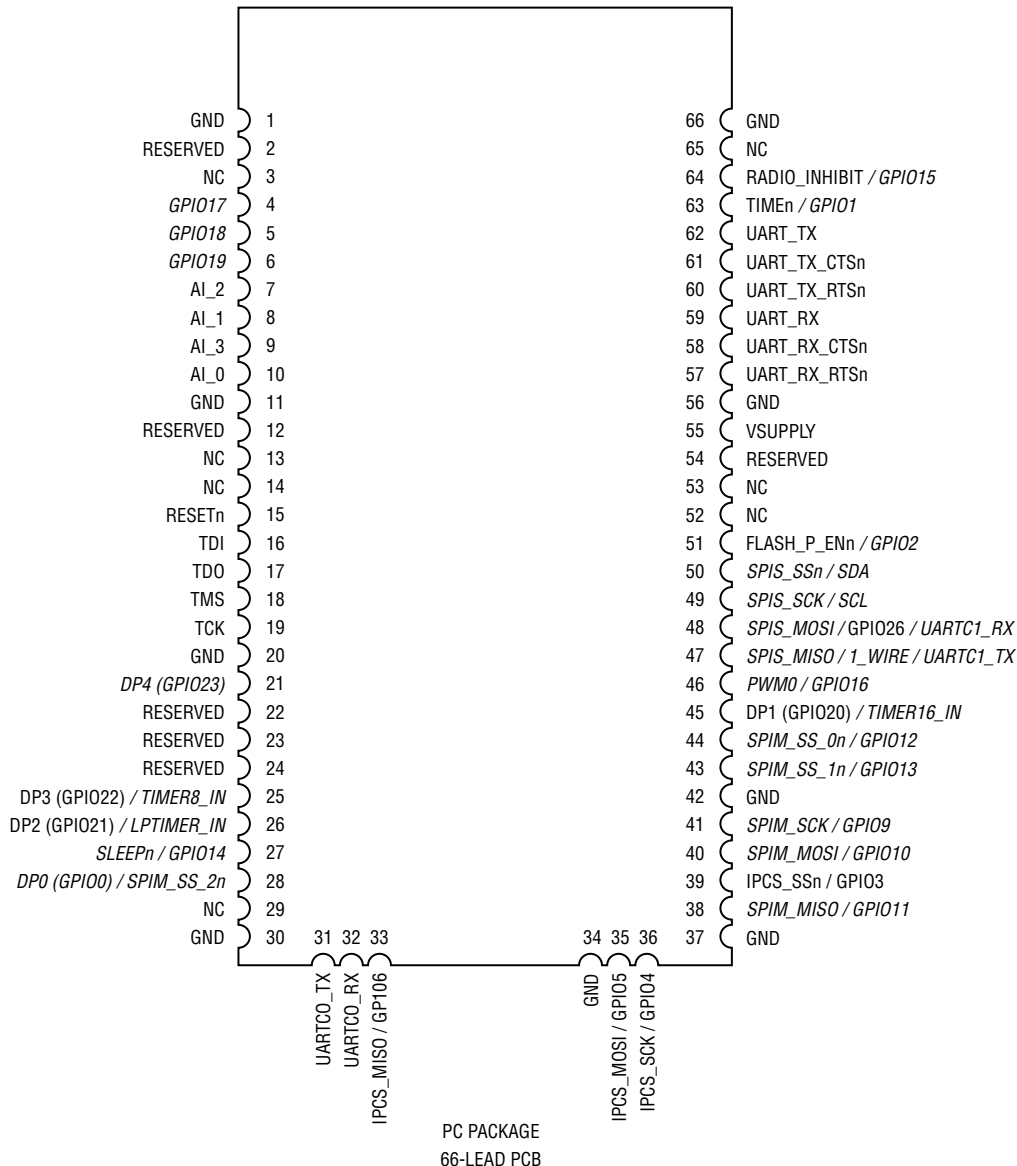 GND 1
RESERVED 2
NC 3
GPIO17 4
GPIO18 5
GPIO19 6
AI_2 7
AI_1 8
AI_3 9
AI_0 10
GND 11
RESERVED 12
NC 13
NC 14
RESETn 15
TDI 16
TDO 17
TMS 18
TCK 19
GND 20
DP4 (GPIO23) 21
RESERVED 22
RESERVED 23
RESERVED 24
DP3 (GPIO22) / TIMER8_IN 25
DP2 (GPIO21) / LPTIMER_IN 26
SLEEPn / GPIO14 27
DP0 (GPIO0) / SPIM_SS_2n 28
NC 29
GND 30
31 UARTCO_TX
32 UARTCO_RX
33 IPCS_MISO / GP106
34 GND
35 IPCS_MOSI / GPIO5
36 IPCS_SCK / GPIO4
66 GND
65 NC
64 RADIO_INHIBIT / GPIO15
63 TIMEn / GPIO1
62 UART_TX
61 UART_TX_CTSn
60 UART_TX_RTSn
59 UART_RX
58 UART_RX_CTSn
57 UART_RX_RTSn
56 GND
55 VSUPPLY
54 RESERVED
53 NC
52 NC
51 FLASH_P_ENn / GPIO2
50 SPIS_SSn / SDA
49 SPIS_SCK / SCL
48 SPIS_MOSI / GPIO26 / UARTC1_RX
47 SPIS_MISO / 1_WIRE / UARTC1_TX
46 PWM0 / GPIO16
45 DP1 (GPIO20) / TIMER16_IN
44 SPIM_SS_0n / GPIO12
43 SPIM_SS_1n / GPIO13
42 GND
41 SPIM_SCK / GPIO9
40 SPIM_MOSI / GPIO10
39 IPCS_SSn / GPIO3
38 SPIM_MISO / GPIO11
37 GND
PC PACKAGE
66-LEAD PCB